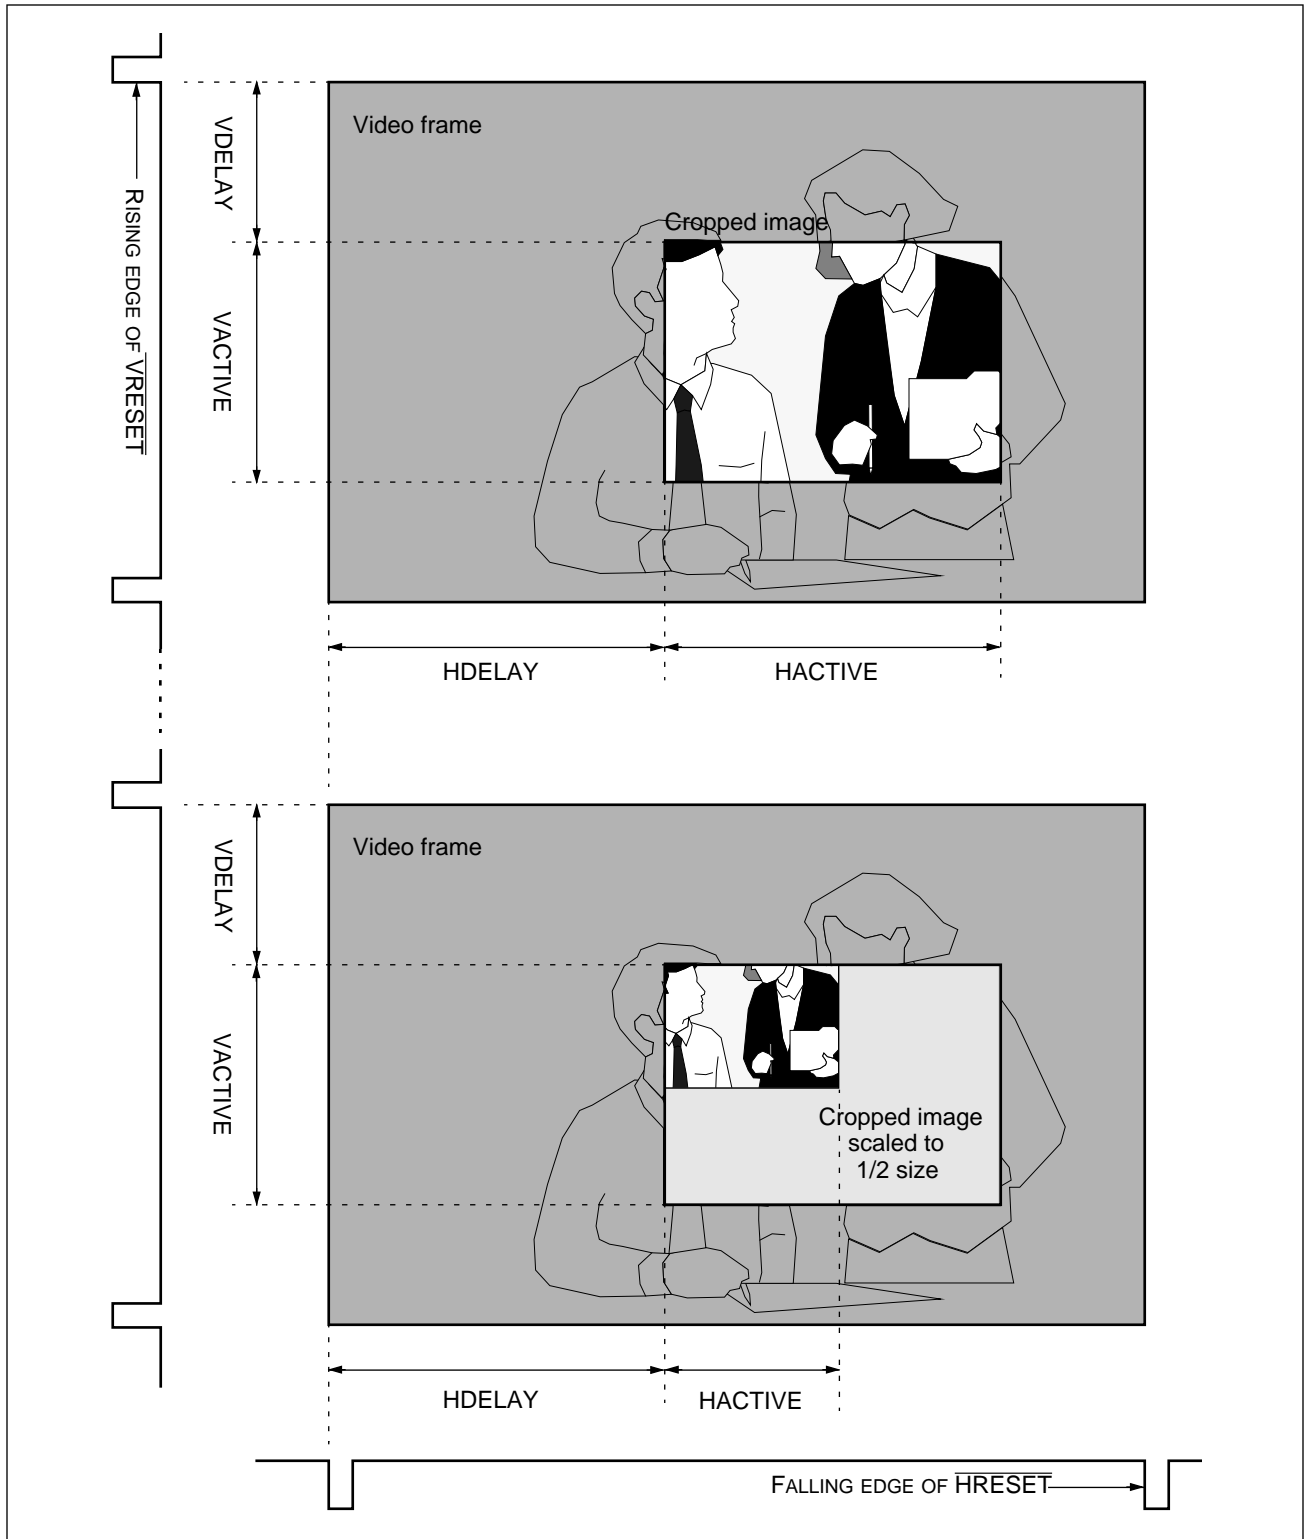 Video frame
VDELAY
RISING EDGE OF VRESET
Cropped image
VACTIVE
HDELAY
HACTIVE
Video frame
VDELAY
VACTIVE
Cropped image
scaled to
1/2 size
HDELAY
HACTIVE
FALLING EDGE OF HRESET